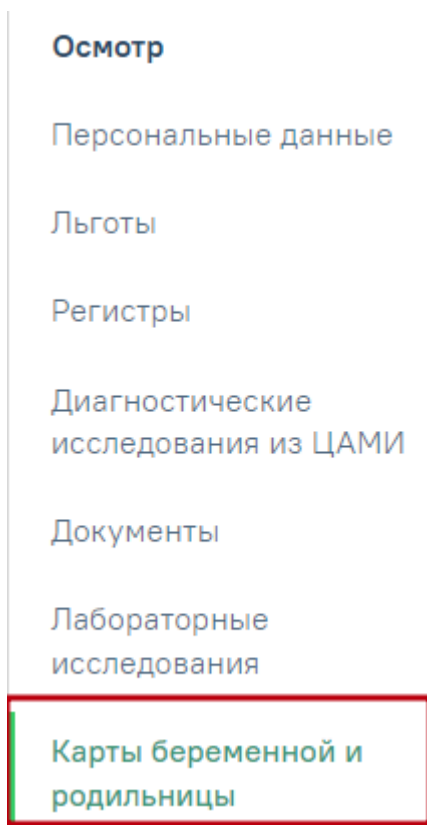 Осмотр
Персональные данные
Льготы
Регистры
Диагностические
исследования из ЦАМИ
Документы
Лабораторные
исследования
Карты беременной и
родильницы